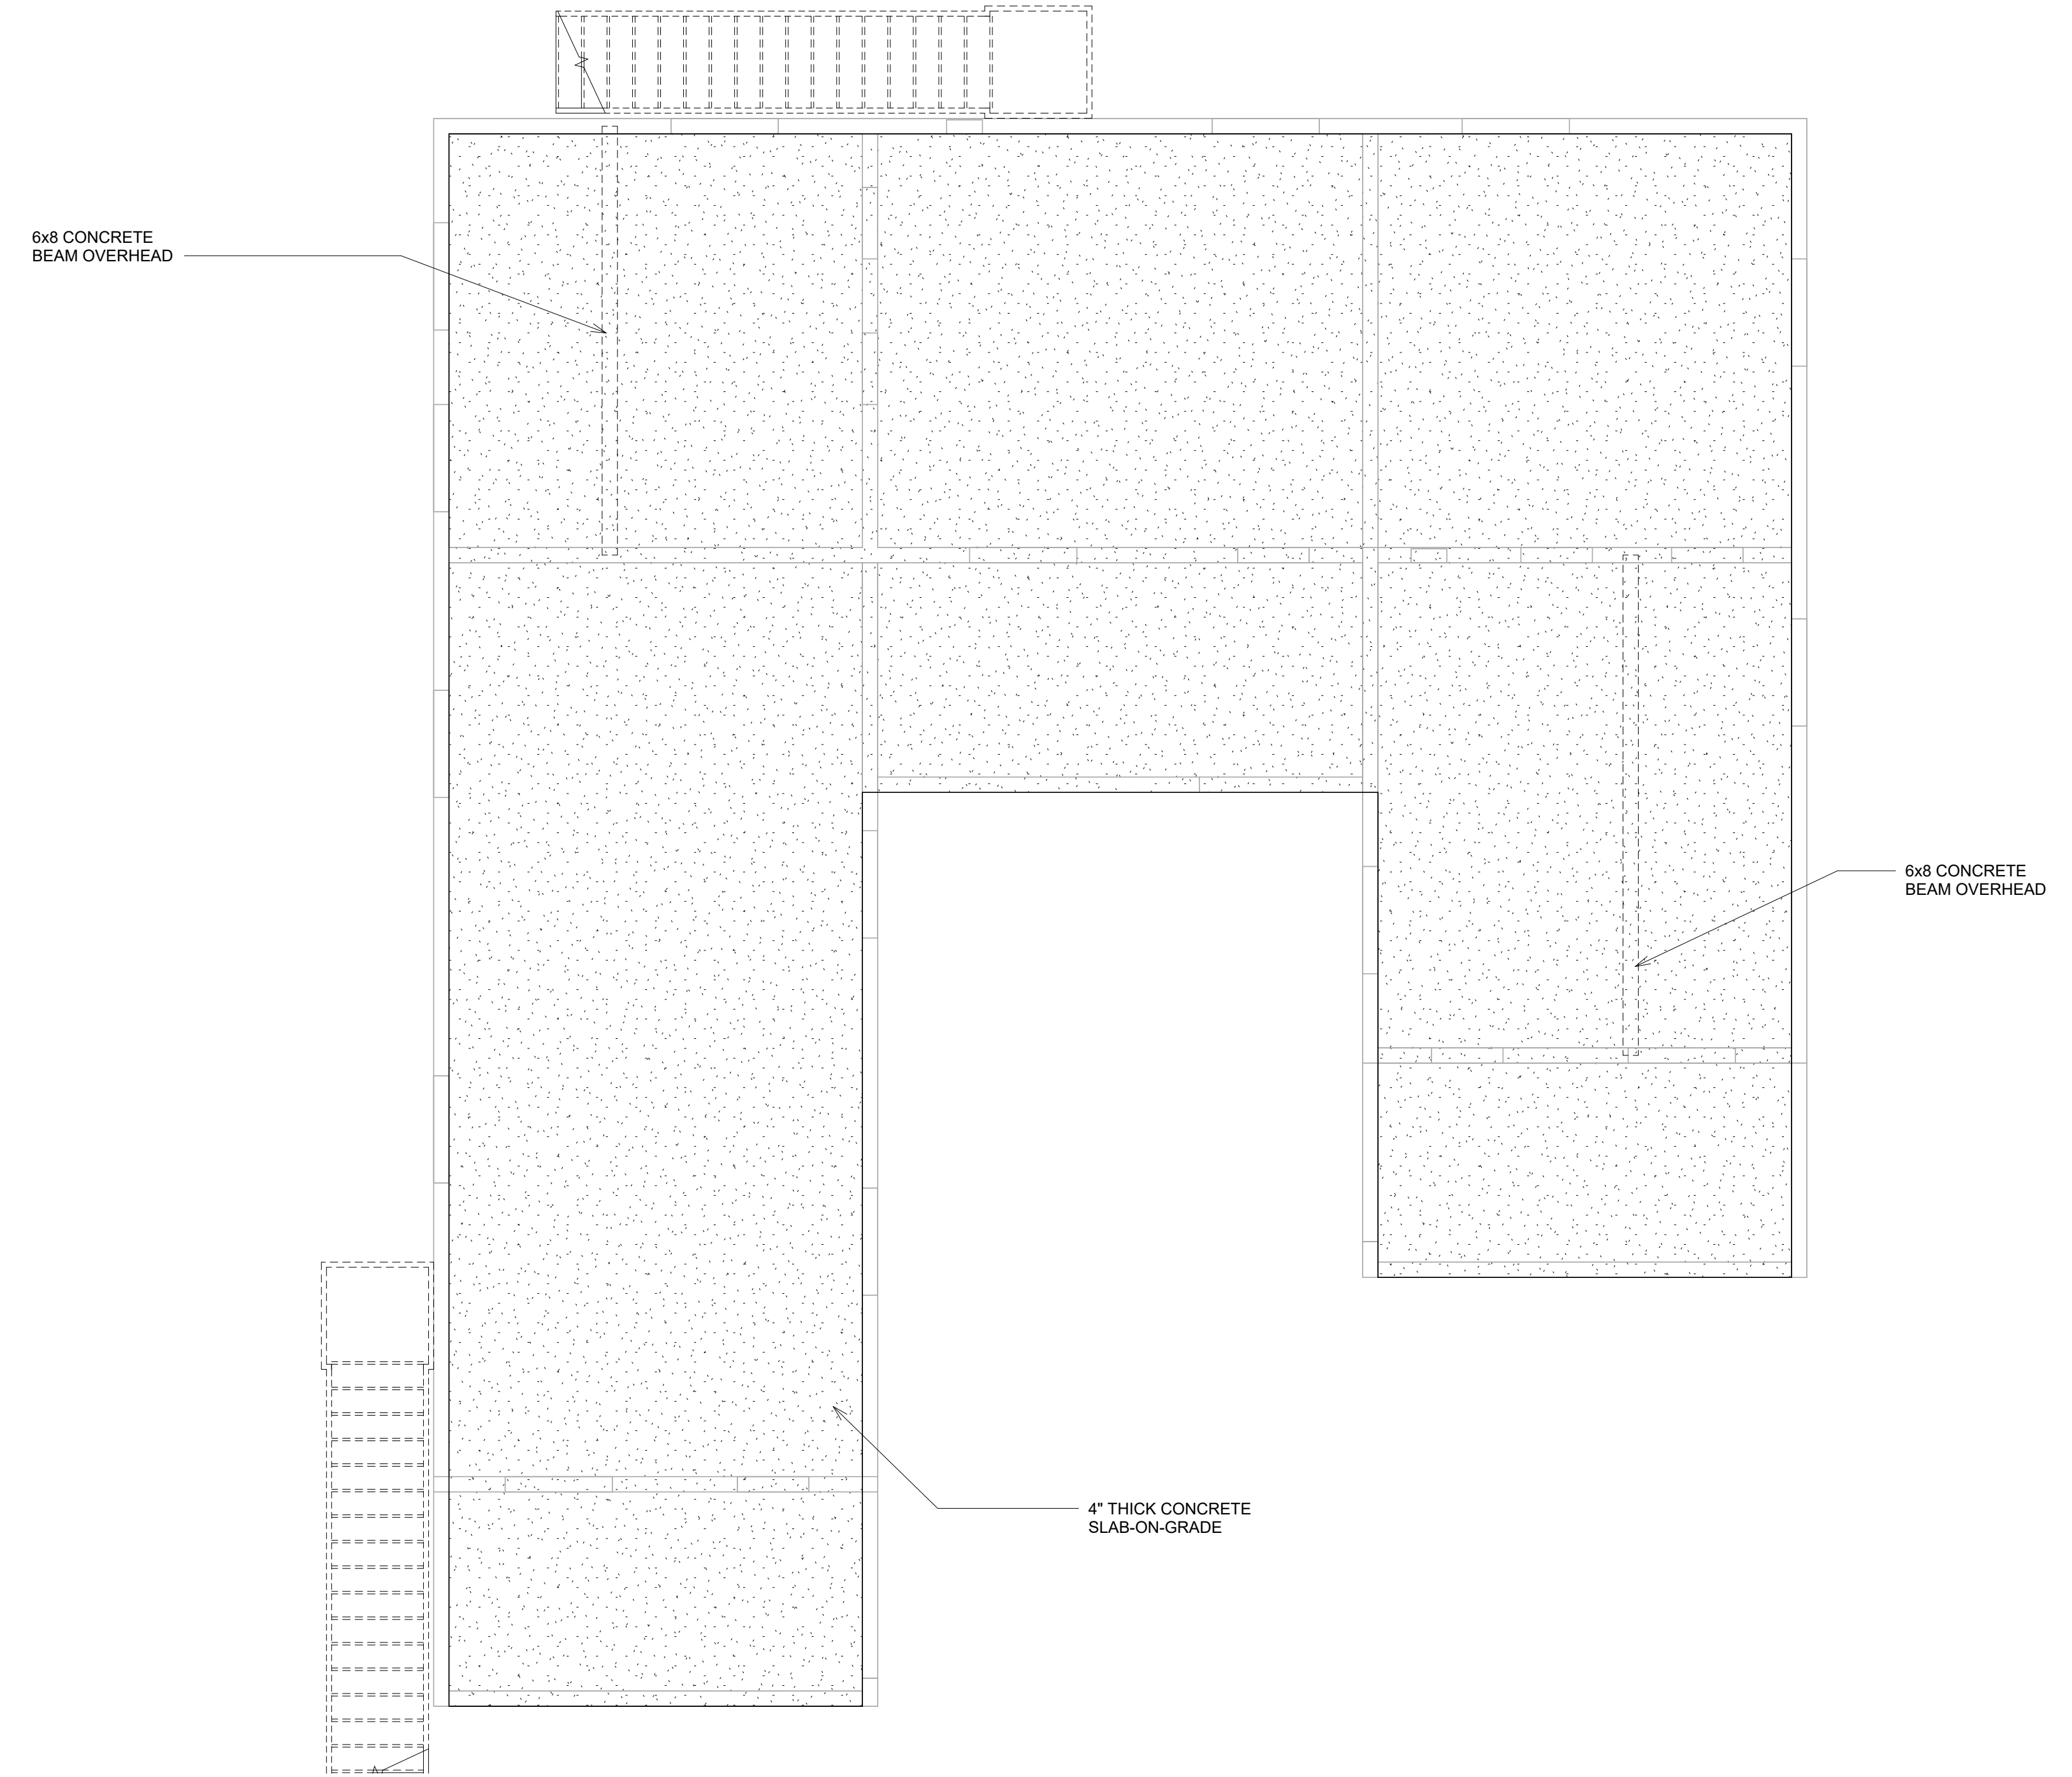 6x8 CONCRETE
BEAM OVERHEAD
6x8 CONCRETE
BEAM OVERHEAD
4" THICK CONCRETE
SLAB-ON-GRADE